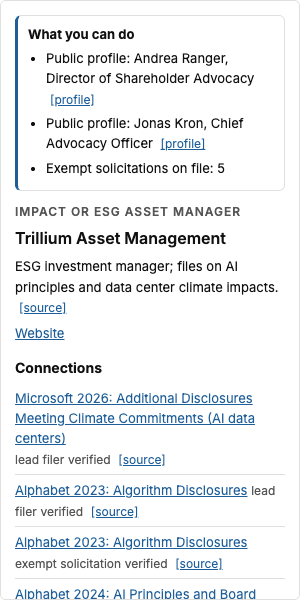 What you can do
• Public profile: Andrea Ranger,
Director of Shareholder Advocacy
[profile]
• Public profile: Jonas Kron, Chief
Advocacy Officer [profile]
• Exempt solicitations on file: 5
IMPACT OR ESG ASSET MANAGER
Trillium Asset Management
ESG investment manager; files on AI
principles and data center climate impacts.
[source]
Website
Connections
Microsoft 2026: Additional Disclosures
Meeting Climate Commitments (AI data
centers)
lead filer verified [source]
Alphabet 2023: Algorithm Disclosures lead
filer verified [source]
Alphabet 2023: Algorithm Disclosures
exempt solicitation verified [source]
Alphabet 2024: AI Principles and Board